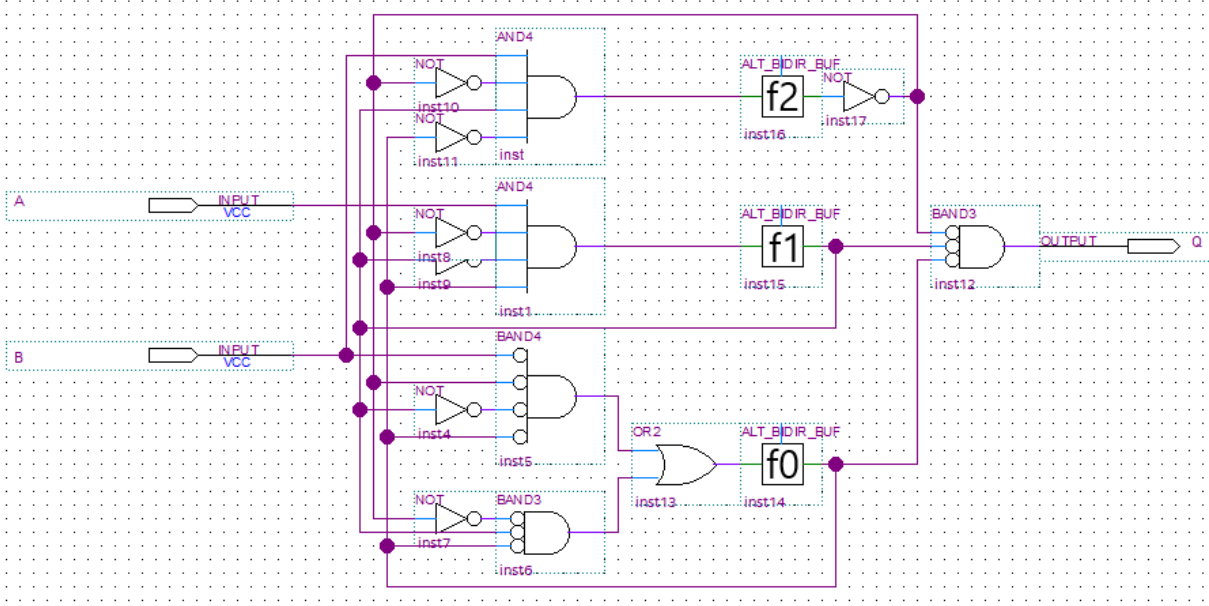 AND4
NOT
inst10
NOT
inst11
inst
ALT_BIDIR_BUF
f2
inst16
NOT
inst17
A
INPUT
VCC
AND4
NOT
inst8
inst9
inst1
ALT_BIDIR_BUF
f1
inst15
BAND3
inst12
OUTPUT
Q
B
INPUT
VCC
BAND4
NOT
inst4
inst5
OR2
inst13
ALT_BIDIR_BUF
f0
inst14
NOT
inst7
BAND3
inst6